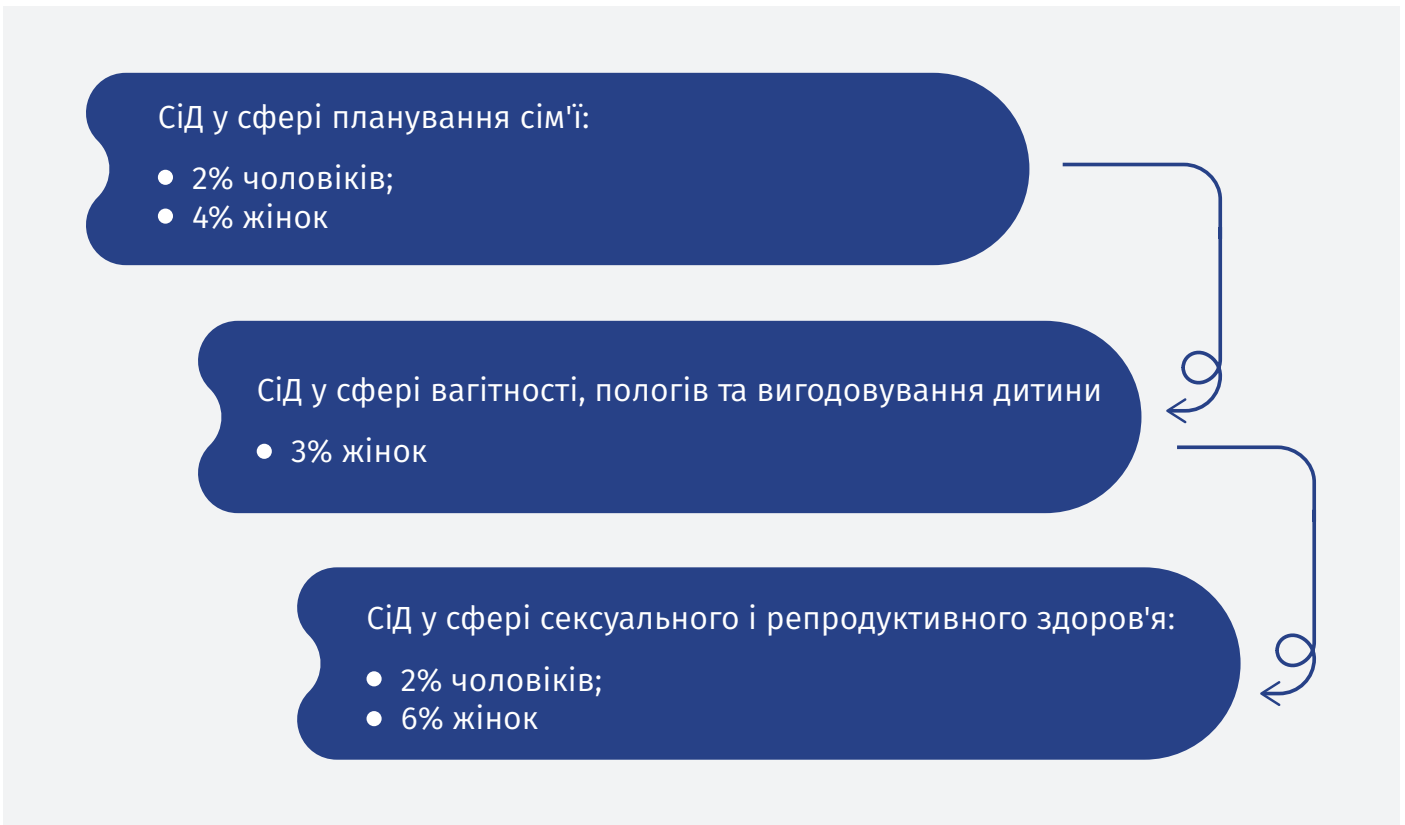 СіД у сфері планування сім'ї:
● 2% чоловіків;
● 4% жінок
СіД у сфері вагітності, пологів та вигодовування дитини
● 3% жінок
СіД у сфері сексуального і репродуктивного здоров'я:
● 2% чоловіків;
● 6% жінок